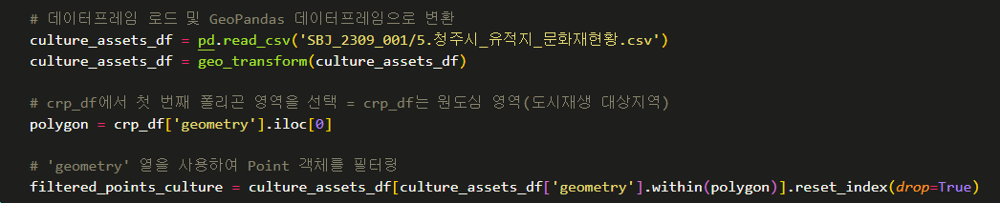 # 데이터프레임 로드 및 GeoPandas 데이터프레임으로 변환
culture_assets_df = pd.read_csv('SBJ_2309_001/5.청주시_유적지_문화재현황.csv')
culture_assets_df = geo_transform(culture_assets_df)
# crp_df에서 첫 번째 폴리곤 영역을 선택 = crp_df는 원도심 영역(도시재생 대상지역)
polygon = crp_df['geometry'].iloc[0]
# 'geometry' 열을 사용하여 Point 객체를 필터링
filtered_points_culture = culture_assets_df[culture_assets_df['geometry'].within(polygon)].reset_index(drop=True)